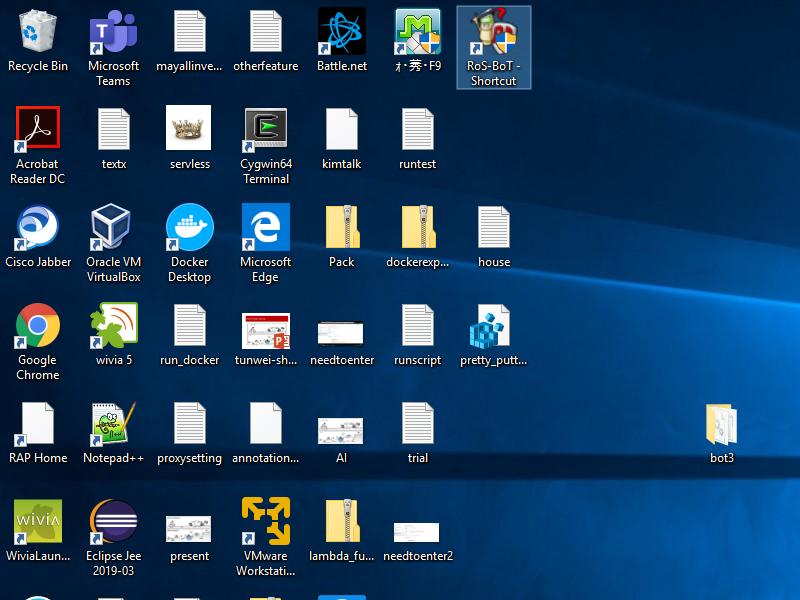 Recycle Bin
Microsoft
Teams
mayallinve...
otherfeature
Battle.net
RoS-BoT -
Shortcut
Acrobat
Reader DC
textx
servless
Cygwin64
Terminal
kimtalk
runtest
Cisco Jabber
Oracle VM
VirtualBox
Docker
Desktop
Microsoft
Edge
Pack
dockerexp...
house
Google
Chrome
wivia 5
run_docker
tunwei-sh...
needtoenter
runscript
pretty_putt...
RAP Home
Notepad++
proxysetting
annotation...
AI
trial
bot3
WiviaLaun...
Eclipse Jee
2019-03
present
VMware
Workstati...
lambda_fu...
needtoenter2